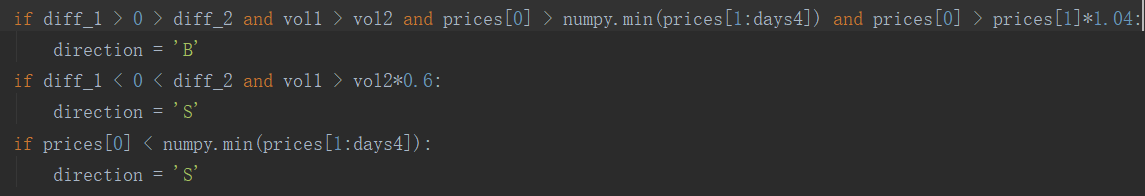 if diff_1 > 0 > diff_2 and vol1 > vol2 and prices[0] > numpy.min(prices[1:days4]) and prices[0] > prices[1]*1.04:
    direction = 'B'
if diff_1 < 0 < diff_2 and vol1 > vol2*0.6:
    direction = 'S'
if prices[0] < numpy.min(prices[1:days4]):
    direction = 'S'